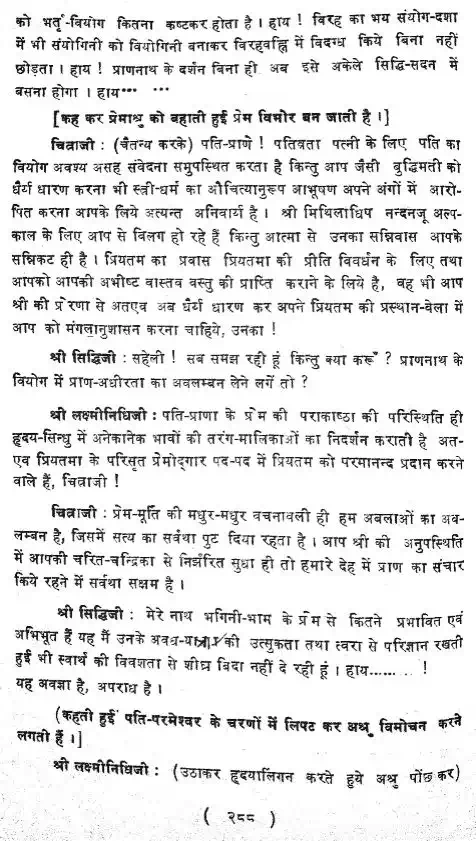 को भर्तृ-वियोग कितना कष्टकर होता है । हाय ! विरह का भय संयोग-दशा
में भी संयोगिनी को वियोगिनी बनाकर विरहवह्नि में विदग्ध किये बिना नहीं
छोड़ता । हाय ! प्राणनाथ के दर्शन बिना ही अब इसे अकेले सिद्धि-सदन में
बसना होगा । हाय··· ···
[कह कर प्रेमाश्रु को बहाती हुई प्रेम विभोर बन जाती है ।]
चित्राजी : (चैतन्य करके) पति-प्राणे ! पतिव्रता पत्नी के लिए पति का
वियोग अवश्य असह संवेदना समुपस्थित करता है किन्तु आप जैसी बुद्धिमती को
धैर्य धारण करना भी स्त्री-धर्म का औचित्यानुरूप आभूषण अपने अंगों में आरो-
पित करना आपके लिये अत्यन्त अनिवार्य है । श्री मिथिलाधिप नन्दनजू अल्प-
काल के लिए आप से विलग हो रहे हैं किन्तु आत्मा से उनका सन्निवास आपके
सन्निकट ही है । प्रियतम का प्रवास प्रियतमा की प्रीति विवर्धन के लिए तथा
आपको आपकी अभीष्ट वास्तव वस्तु की प्राप्ति कराने के लिये है, वह भी आप
श्री की प्रेरणा से अतएव अब धैर्य धारण कर अपने प्रियतम की प्रस्थान-वेला में
आप को मंगलानुशासन करना चाहिये, उनका !
श्री सिद्धिजी : सहेली ! सब समझ रही हूं किन्तु क्या करूँ ? प्राणनाथ के
वियोग में प्राण-अधीरता का अवलम्बन लेने लगें तो ?
श्री लक्ष्मीनिधिजी : पति-प्राणा के प्रेम की पराकाष्ठा की परिस्थिति ही
हृदय-सिन्धु में अनेकानेक भावों की तरंग-मालिकाओं का निदर्शन कराती है अत-
एव प्रियतमा के परिसृत प्रेमोद्गार पद-पद में प्रियतम को परमानन्द प्रदान करने
वाले हैं, चित्राजी !
चित्राजी : प्रेम-मूर्ति की मधुर-मधुर वचनावली ही हम अबलाओं का अव-
लम्बन है, जिसमें सत्य का सर्वथा पुट दिया रहता है । आप श्री की अनुपस्थिति
में आपकी चरित-चन्द्रिका से निर्झरित सुधा ही तो हमारे देह में प्राण का संचार
किये रहने में सर्वथा सक्षम है ।
श्री सिद्धिजी : मेरे नाथ भगिनी-भाम के प्रेम से कितने प्रभावित एवं
अभिभूत हैं यह मैं उनके अवध-यात्रा की उत्सुकता तथा त्वरा से परिज्ञान रखती
हुई भी स्वार्थ की विवशता से शीघ्र बिदा नहीं दे रही हूं । हाय......... !
यह अवज्ञा है, अपराध है ।
(कहती हुई पति-परमेश्वर के चरणों में लिपट कर अश्रु विमोचन करने
लगती हैं ।]
श्री लक्ष्मीनिधिजी : (उठाकर हृदयालिंगन करते हुये अश्रु पोंछ कर)
( २८८ )